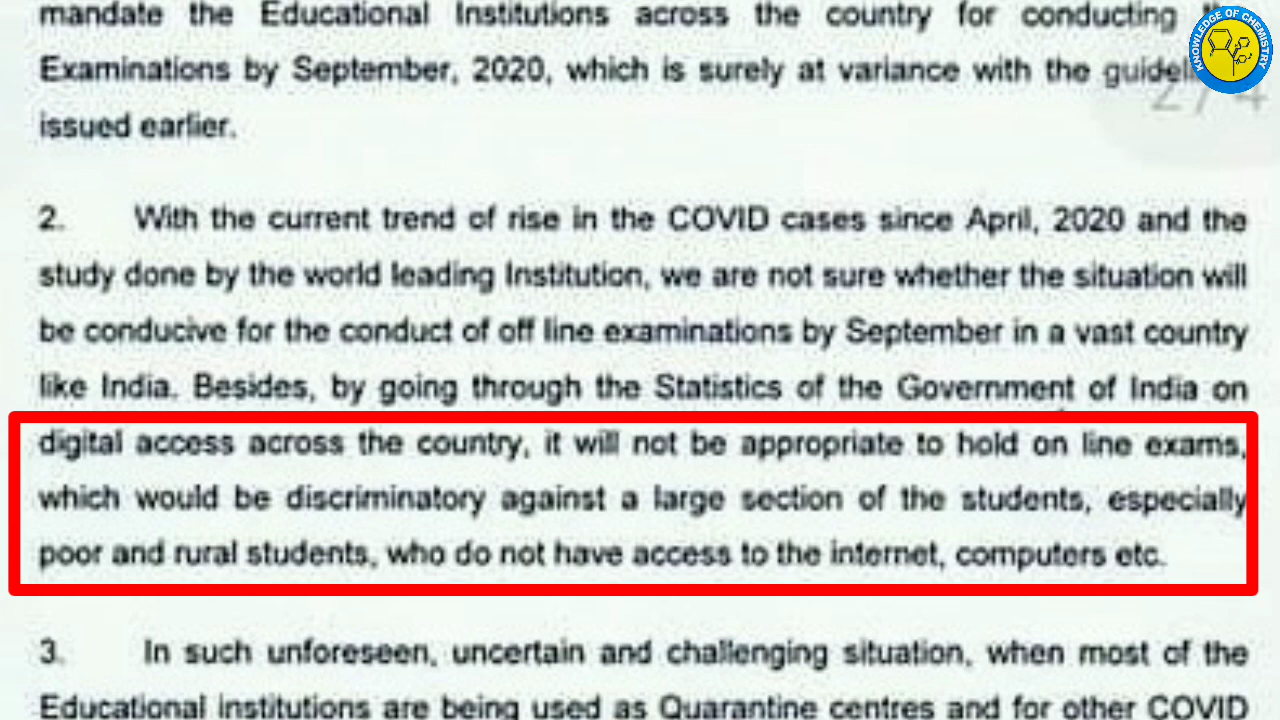 mandate the Educational Institutions across the country for conducting
Examinations by September, 2020, which is surely at variance with the
issued earlier.
2. With the current trend of rise in the COVID cases since April, 2020 and the
study done by the world leading Institution, we are not sure whether the situation will
be conducive for the conduct of off line examinations by September in a vast country
like India. Besides, by going through the Statistics of the Government of India on
digital access across the country, it will not be appropriate to hold on line exams,
which would be discriminatory against a large section of the students, especially
poor and rural students, who do not have access to the internet, computers etc.
3. In such unforeseen, uncertain and challenging situation, when most of the
Educational institutions are being used as Quarantine centres and for other COVID
KNOWLEDGE OF CHEMISTRY
2 / 4